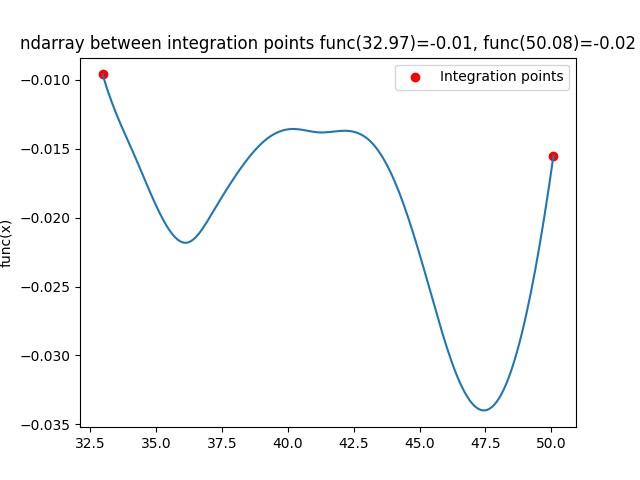 ndarray between integration points func(32.97)=-0.01, func(50.08)=-0.02
Integration points
func(x)
−0.010
−0.015
−0.020
−0.025
−0.030
−0.035
32.5 35.0 37.5 40.0 42.5 45.0 47.5 50.0